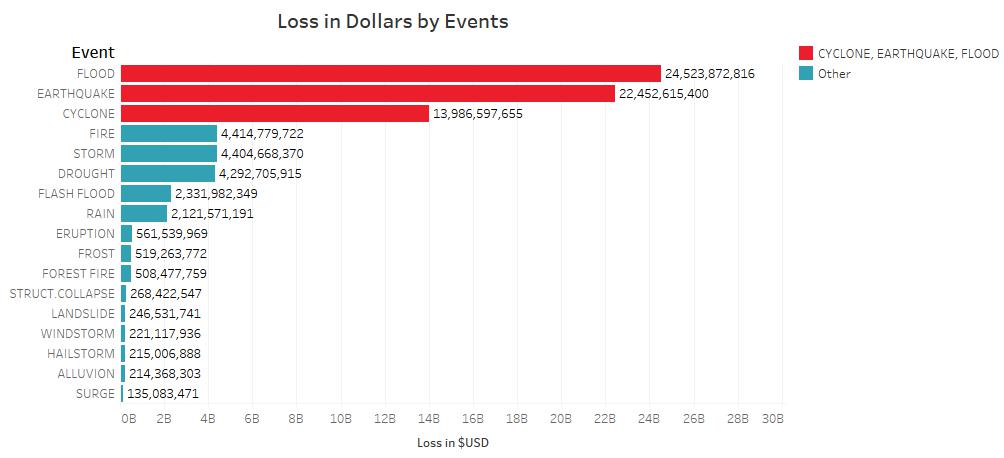 Loss in Dollars by Events
Event
CYCLONE, EARTHQUAKE, FLOOD
Other
FLOOD 24,523,872,816
EARTHQUAKE 22,452,615,400
CYCLONE 13,986,597,655
FIRE 4,414,779,722
STORM 4,404,668,370
DROUGHT 4,292,705,915
FLASH FLOOD 2,331,982,349
RAIN 2,121,571,191
ERUPTION 561,539,969
FROST 519,263,772
FOREST FIRE 508,477,759
STRUCT.COLLAPSE 268,422,547
LANDSLIDE 246,531,741
WINDSTORM 221,117,936
HAILSTORM 215,006,888
ALLUVION 214,368,303
SURGE 135,083,471
0B 2B 4B 6B 8B 10B 12B 14B 16B 18B 20B 22B 24B 26B 28B 30B
Loss in $USD